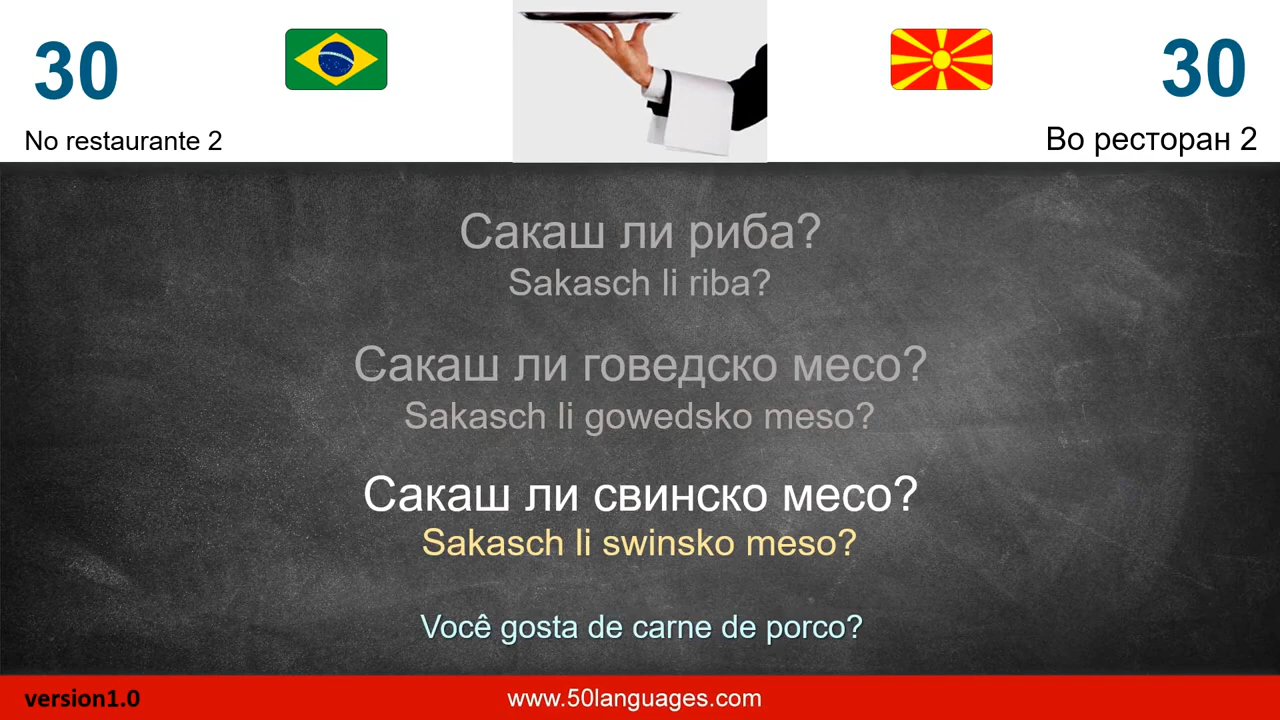 30
30
No restaurante 2
Во ресторан 2
Сакаш ли риба?
Sakasch li riba?
Сакаш ли говедско месо?
Sakasch li gowedsko meso?
Сакаш ли свинско месо?
Sakasch li swinsko meso?
Você gosta de carne de porco?
version1.0
www.50languages.com